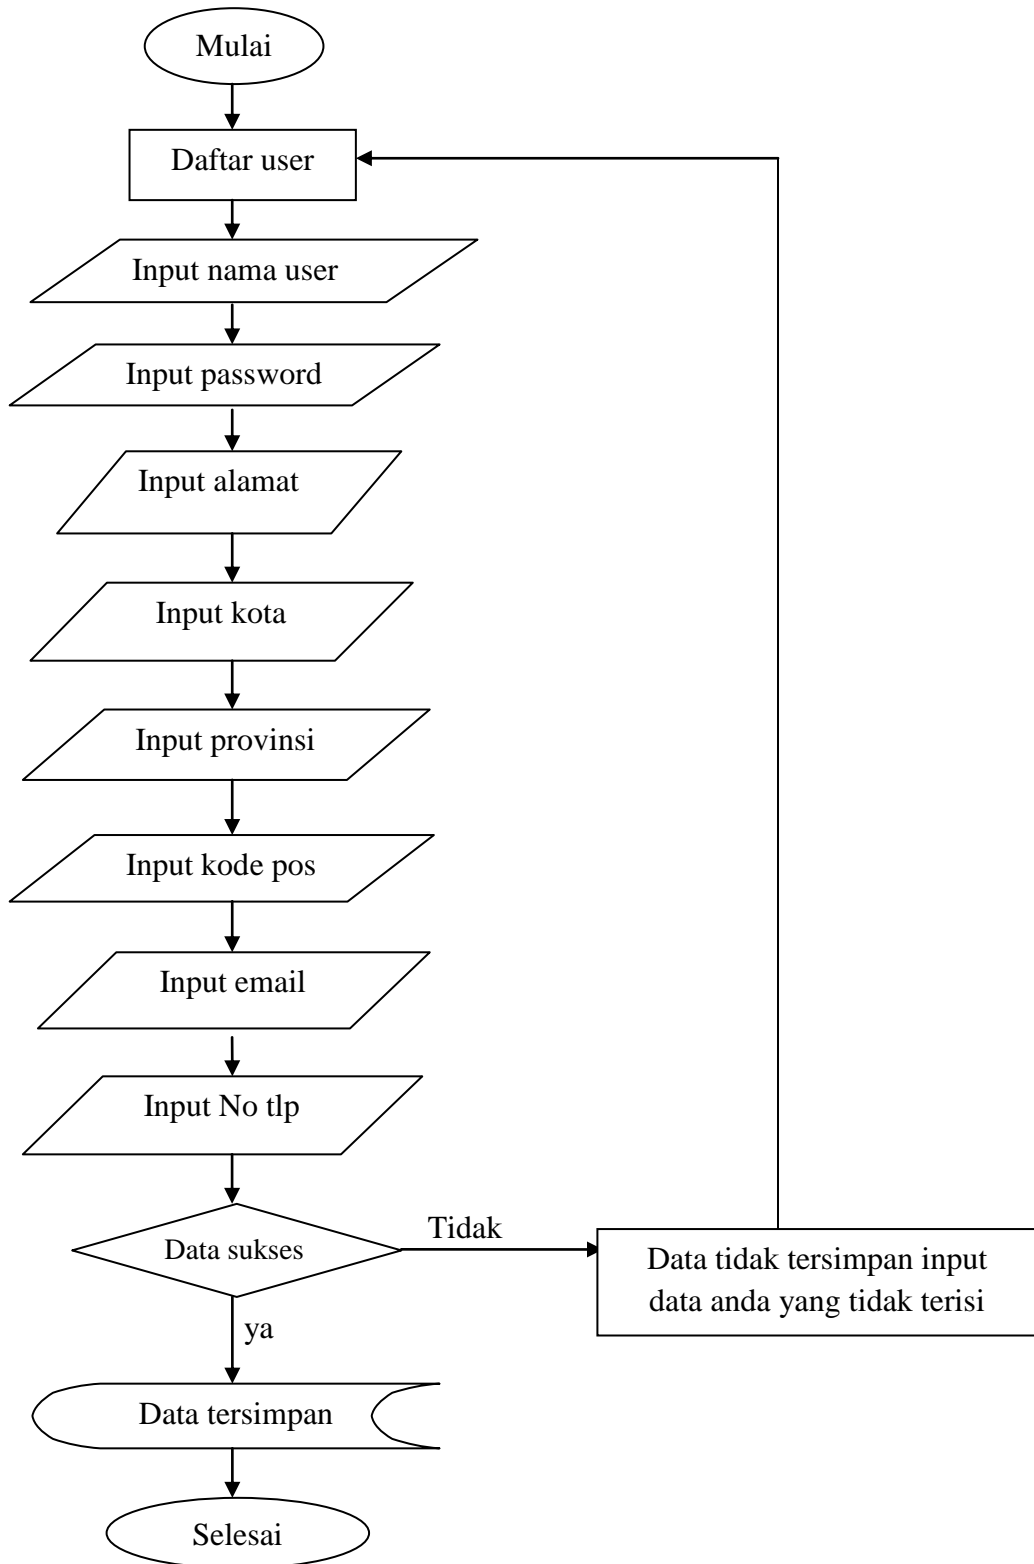 Mulai
Daftar user
Input nama user
Input password
Input alamat
Input kota
Input provinsi
Input kode pos
Input email
Input No tlp
Data sukses
Tidak
Data tidak tersimpan input
data anda yang tidak terisi
ya
Data tersimpan
Selesai